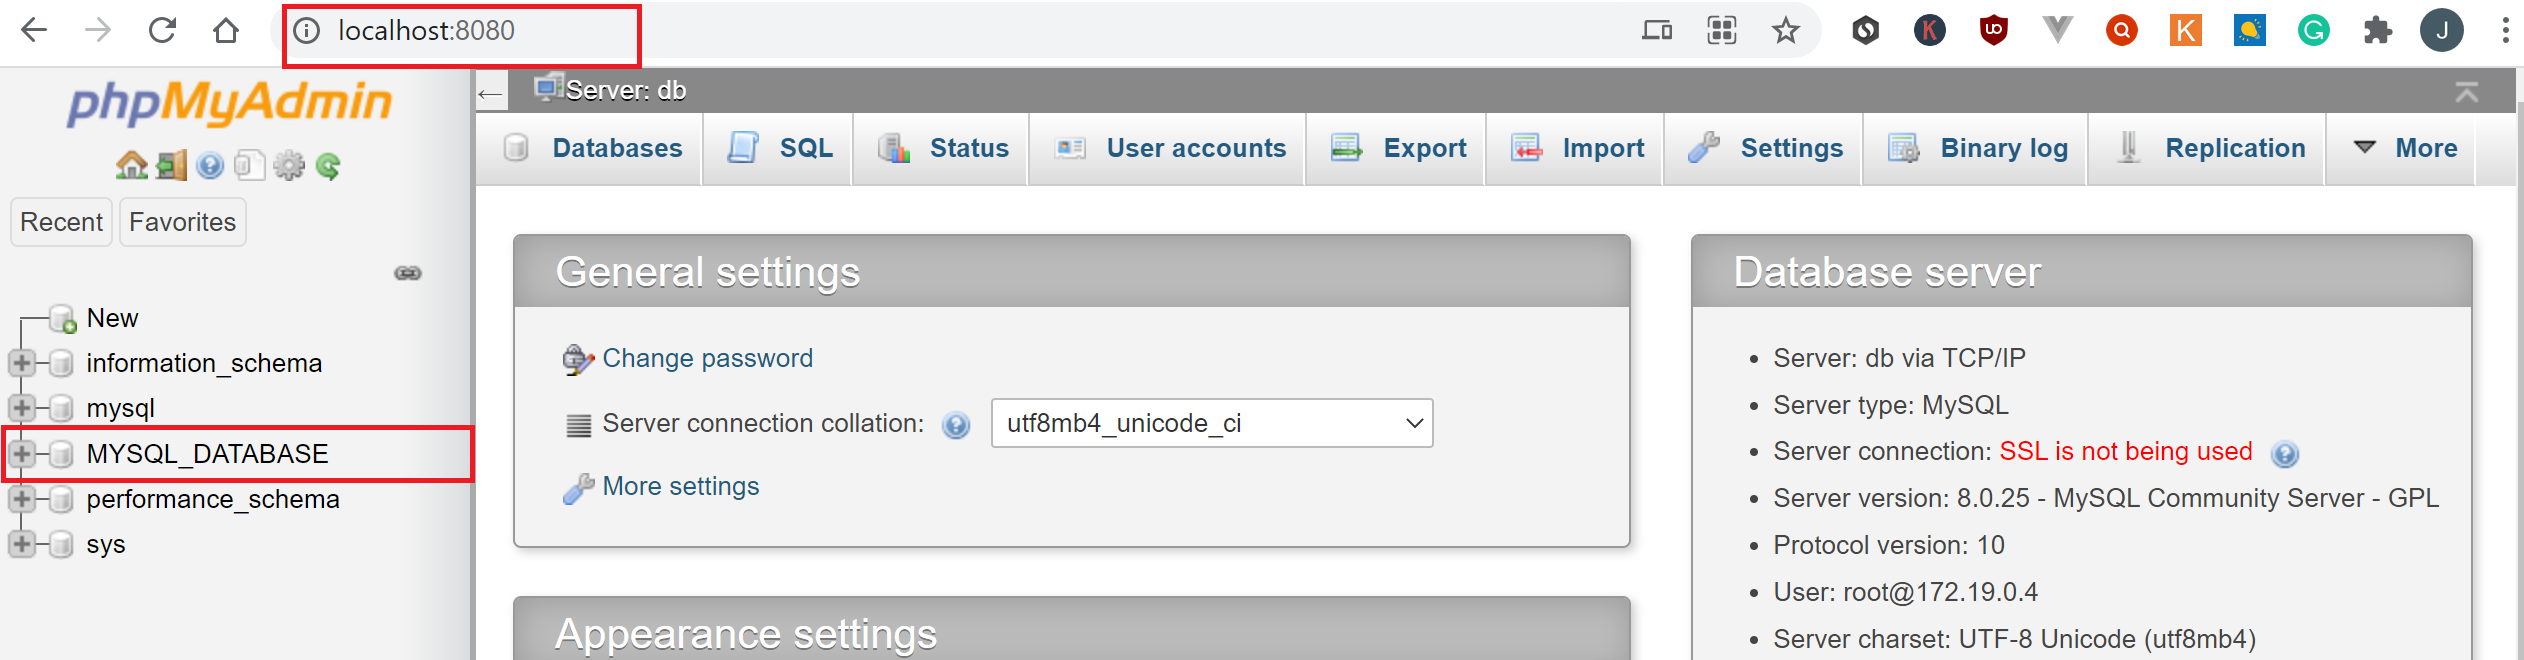 localhost:8080
phpMyAdmin
Recent Favorites
New
information_schema
mysql
MYSQL_DATABASE
performance_schema
sys
Server: db
Databases SQL Status User accounts Export Import Settings Binary log Replication More
General settings
Change password
Server connection collation: utf8mb4_unicode_ci
More settings
Appearance settings
Database server
Server: db via TCP/IP
Server type: MySQL
Server connection: SSL is not being used
Server version: 8.0.25 - MySQL Community Server - GPL
Protocol version: 10
User: root@172.19.0.4
Server charset: UTF-8 Unicode (utf8mb4)
K
UD
K
G
J